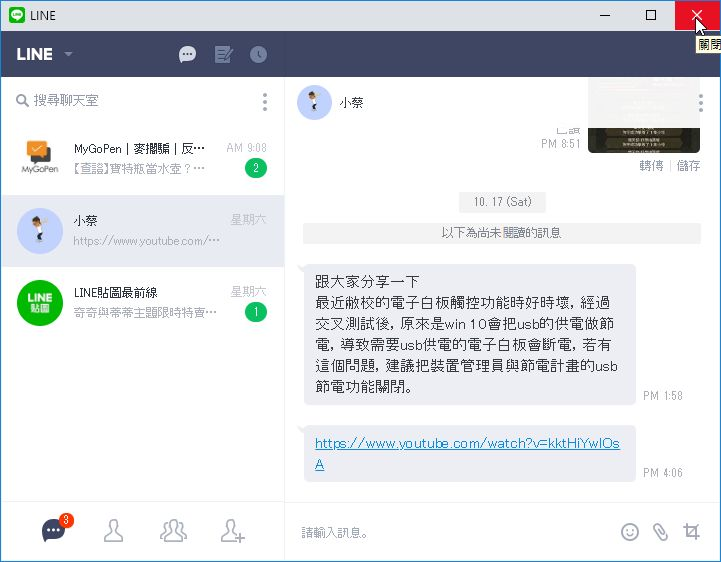 LINE
關閉
LINE
搜尋聊天室
小蔡
MyGoPen | 麥擱騙 | 反…
AM 9:08
【查證】寶特瓶當水壺？…
2
MyGoPen
小蔡
星期六
https://www.youtube.com/…
LINE貼圖最前線
星期六
奇奇與蒂蒂主題限時特賣…
1
LINE
貼圖
已讀
PM 8:51
轉傳 | 儲存
10. 17 (Sat)
以下為尚未閱讀的訊息
跟大家分享一下
最近敝校的電子白板觸控功能時好時壞, 經過
交叉測試後, 原來是win 10會把usb的供電做節
電, 導致需要usb供電的電子白板會斷電, 若有
這個問題, 建議把裝置管理員與節電計畫的usb
節電功能關閉。
PM 1:58
https://www.youtube.com/watch?v=kktHiYwIOs
A
PM 4:06
3
請輸入訊息。